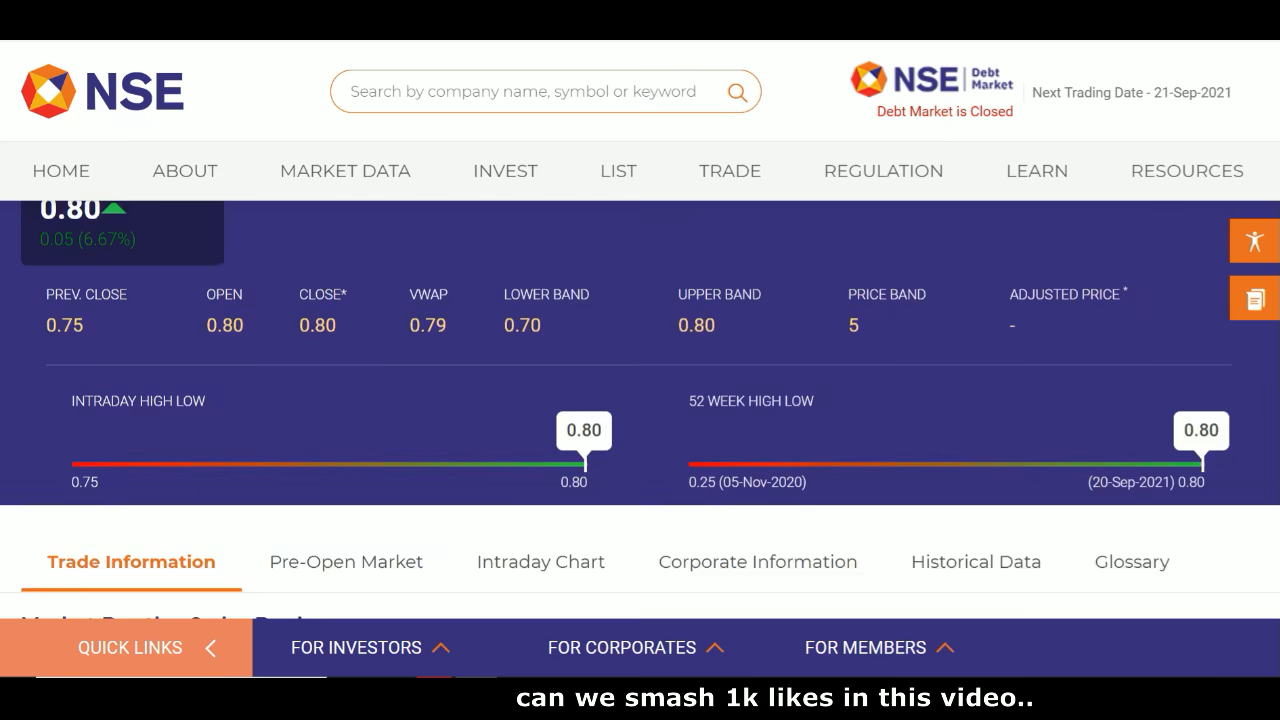 NSE
Search by company name, symbol or keyword
NSE Debt Market
Debt Market is Closed
Next Trading Date - 21-Sep-2021
HOME ABOUT MARKET DATA INVEST LIST TRADE REGULATION LEARN RESOURCES
0.80
0.05 (6.67%)
PREV. CLOSE OPEN CLOSE* VWAP LOWER BAND UPPER BAND PRICE BAND ADJUSTED PRICE *
0.75 0.80 0.80 0.79 0.70 0.80 5 -
INTRADAY HIGH LOW 52 WEEK HIGH LOW
0.80 0.80
0.75 0.80 0.25 (05-Nov-2020) (20-Sep-2021) 0.80
Trade Information Pre-Open Market Intraday Chart Corporate Information Historical Data Glossary
QUICK LINKS FOR INVESTORS FOR CORPORATES FOR MEMBERS
can we smash 1k likes in this video..